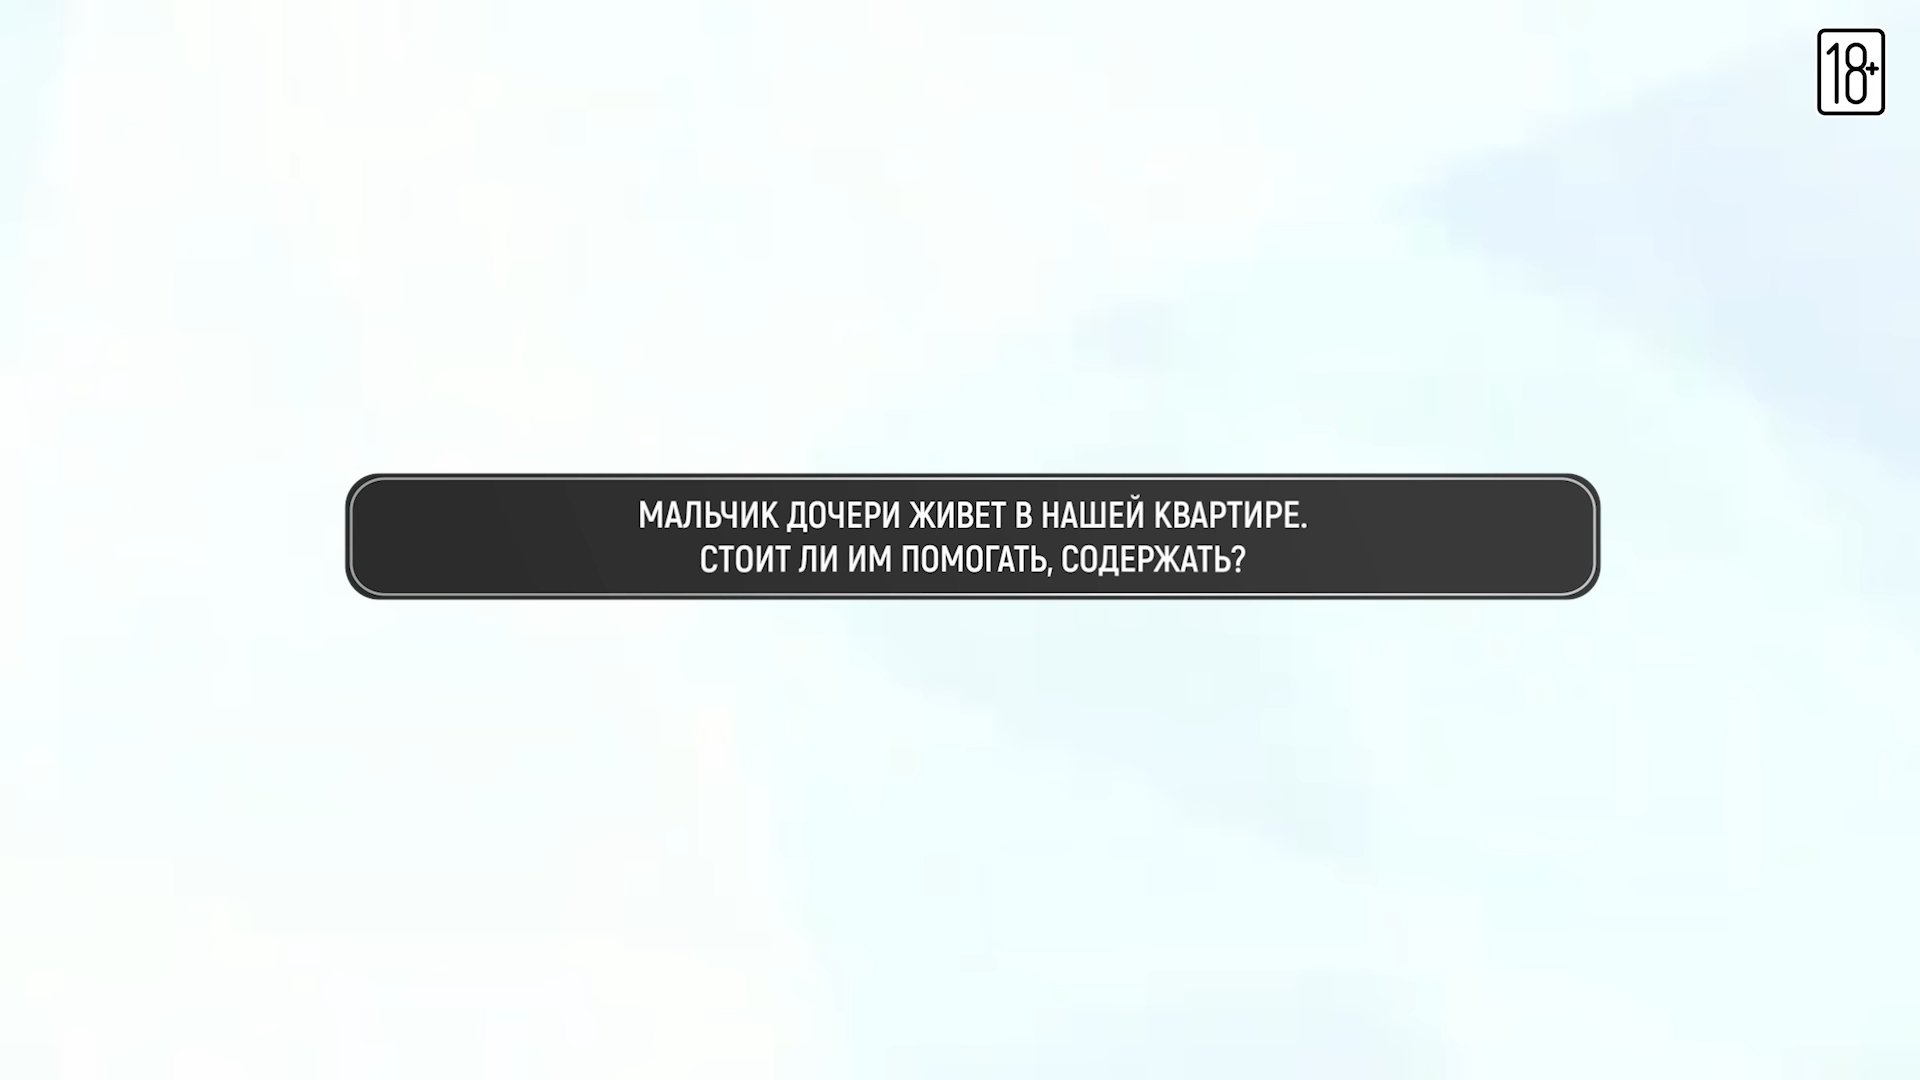 18+
МАЛЬЧИК ДОЧЕРИ ЖИВЕТ В НАШЕЙ КВАРТИРЕ.
СТОИТ ЛИ ИМ ПОМОГАТЬ, СОДЕРЖАТЬ?